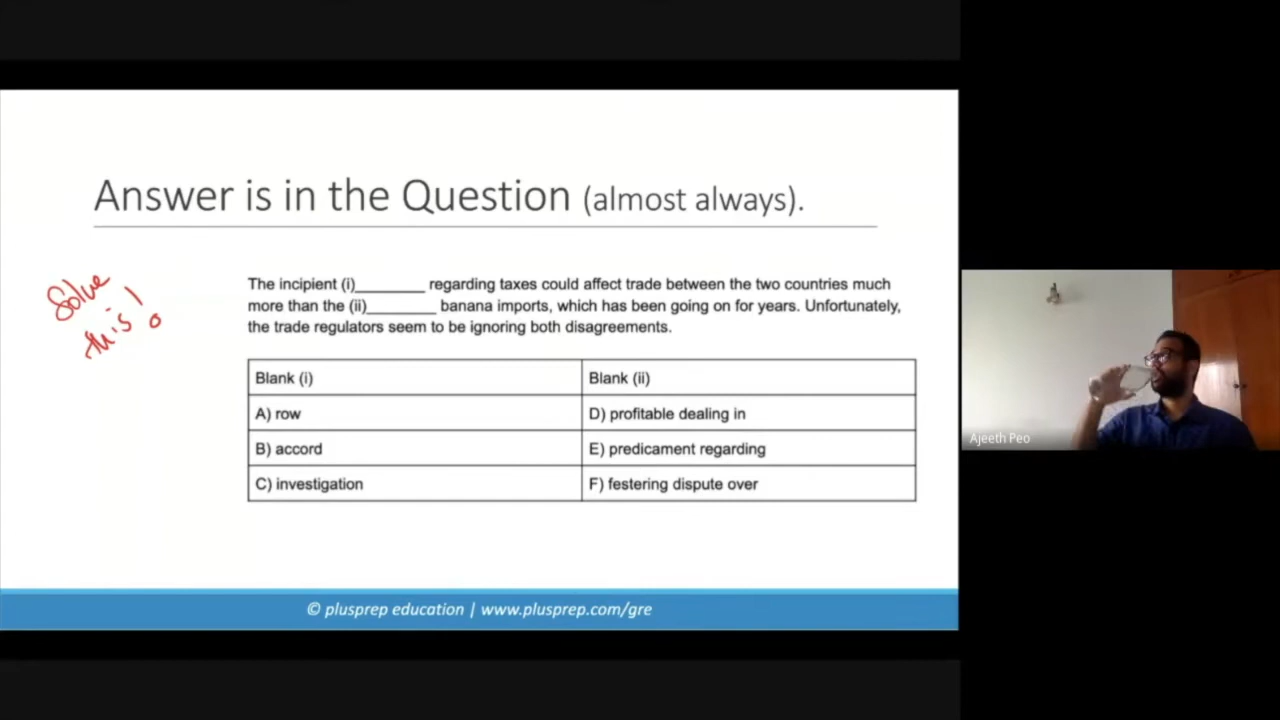 Answer is in the Question (almost always).
Solve
this!
The incipient (i)________ regarding taxes could affect trade between the two countries much
more than the (ii)________ banana imports, which has been going on for years. Unfortunately,
the trade regulators seem to be ignoring both disagreements.
Blank (i) Blank (ii)
A) row D) profitable dealing in
B) accord E) predicament regarding
C) investigation F) festering dispute over
Ajeeth Peo
© plusprep education | www.plusprep.com/gre